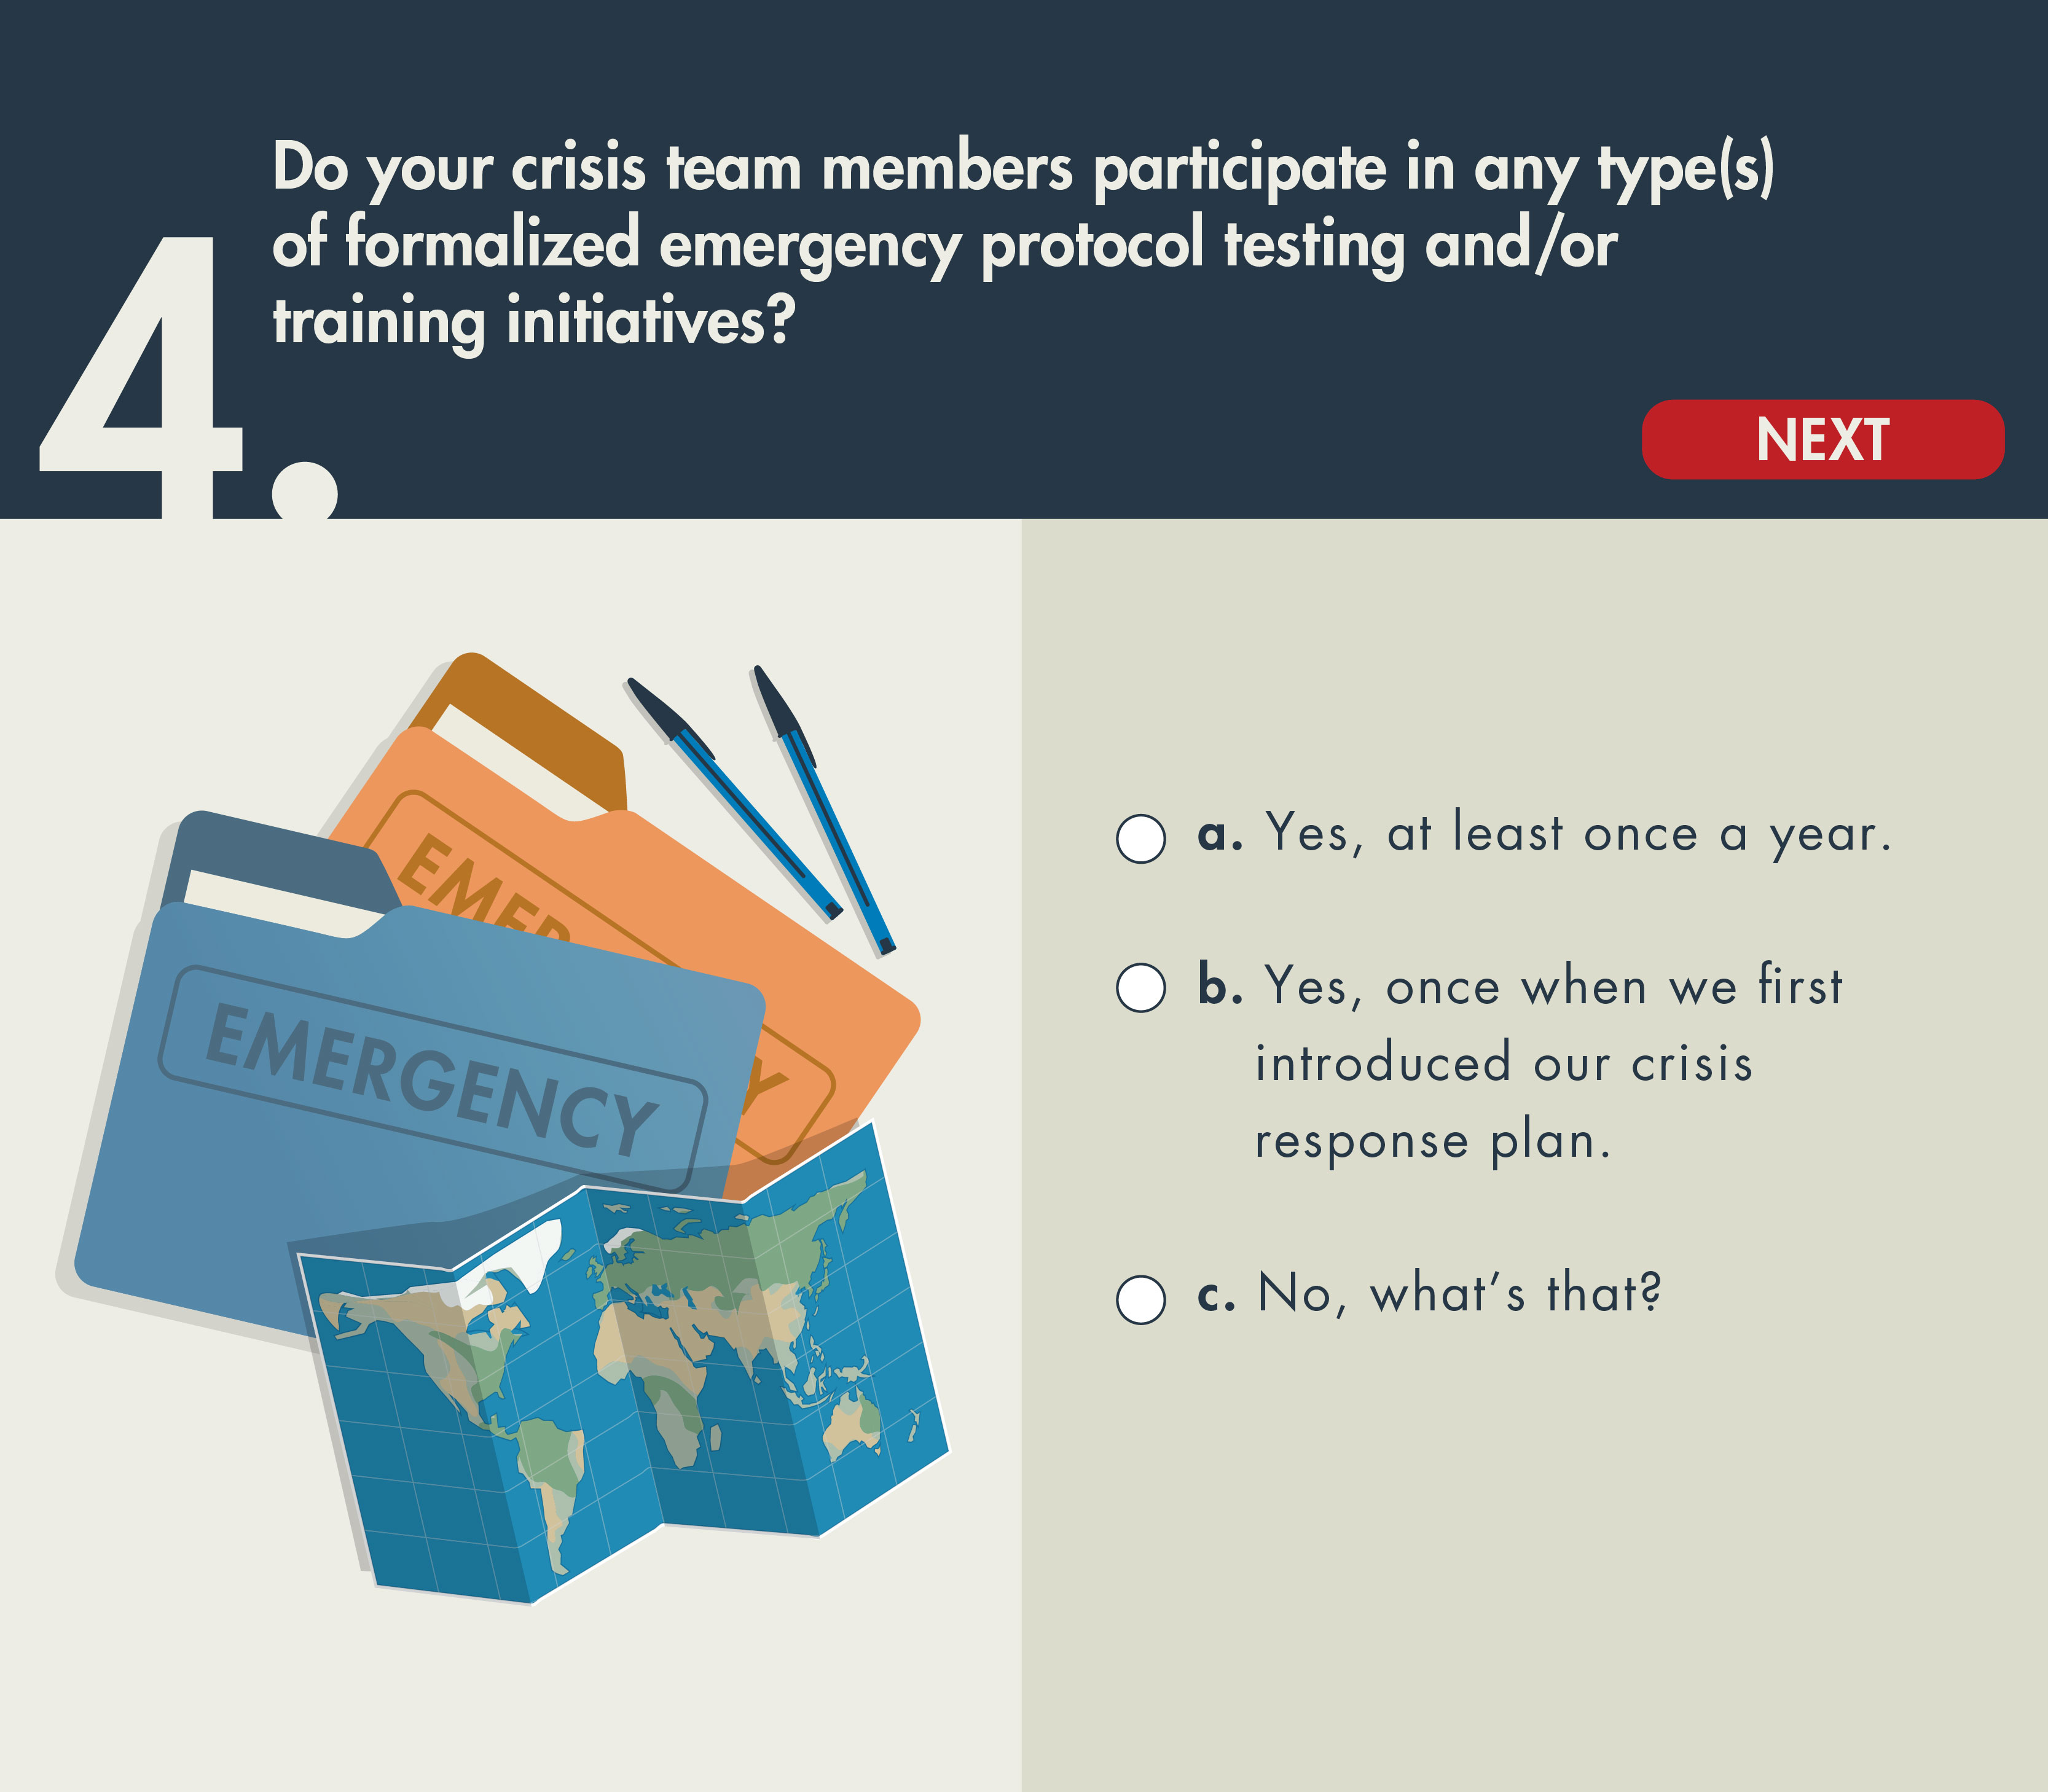 4.
Do your crisis team members participate in any type(s)
of formalized emergency protocol testing and/or
training initiatives?
NEXT
EMER
Y
EMERGENCY
a. Yes, at least once a year.
b. Yes, once when we first
introduced our crisis
response plan.
c. No, what's that?